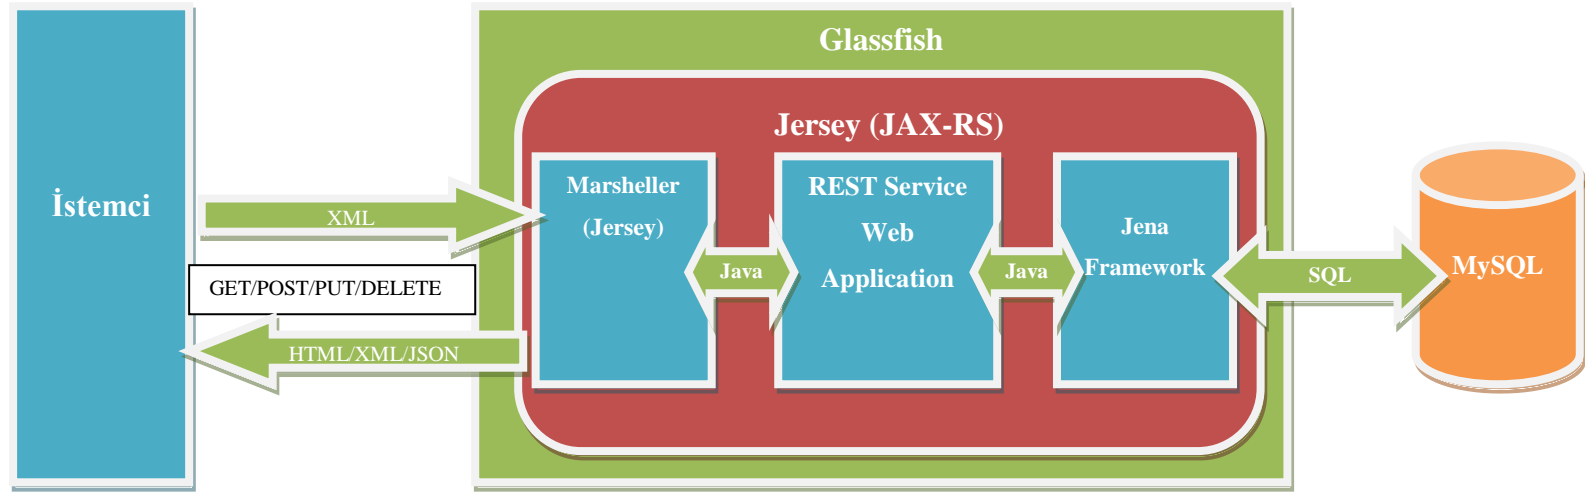 Glassfish
Jersey (JAX-RS)
İstemci
XML
GET/POST/PUT/DELETE
HTML/XML/JSON
Marsheller
(Jersey)
Java
REST Service
Web
Application
Java
Jena
Framework
SQL
MySQL